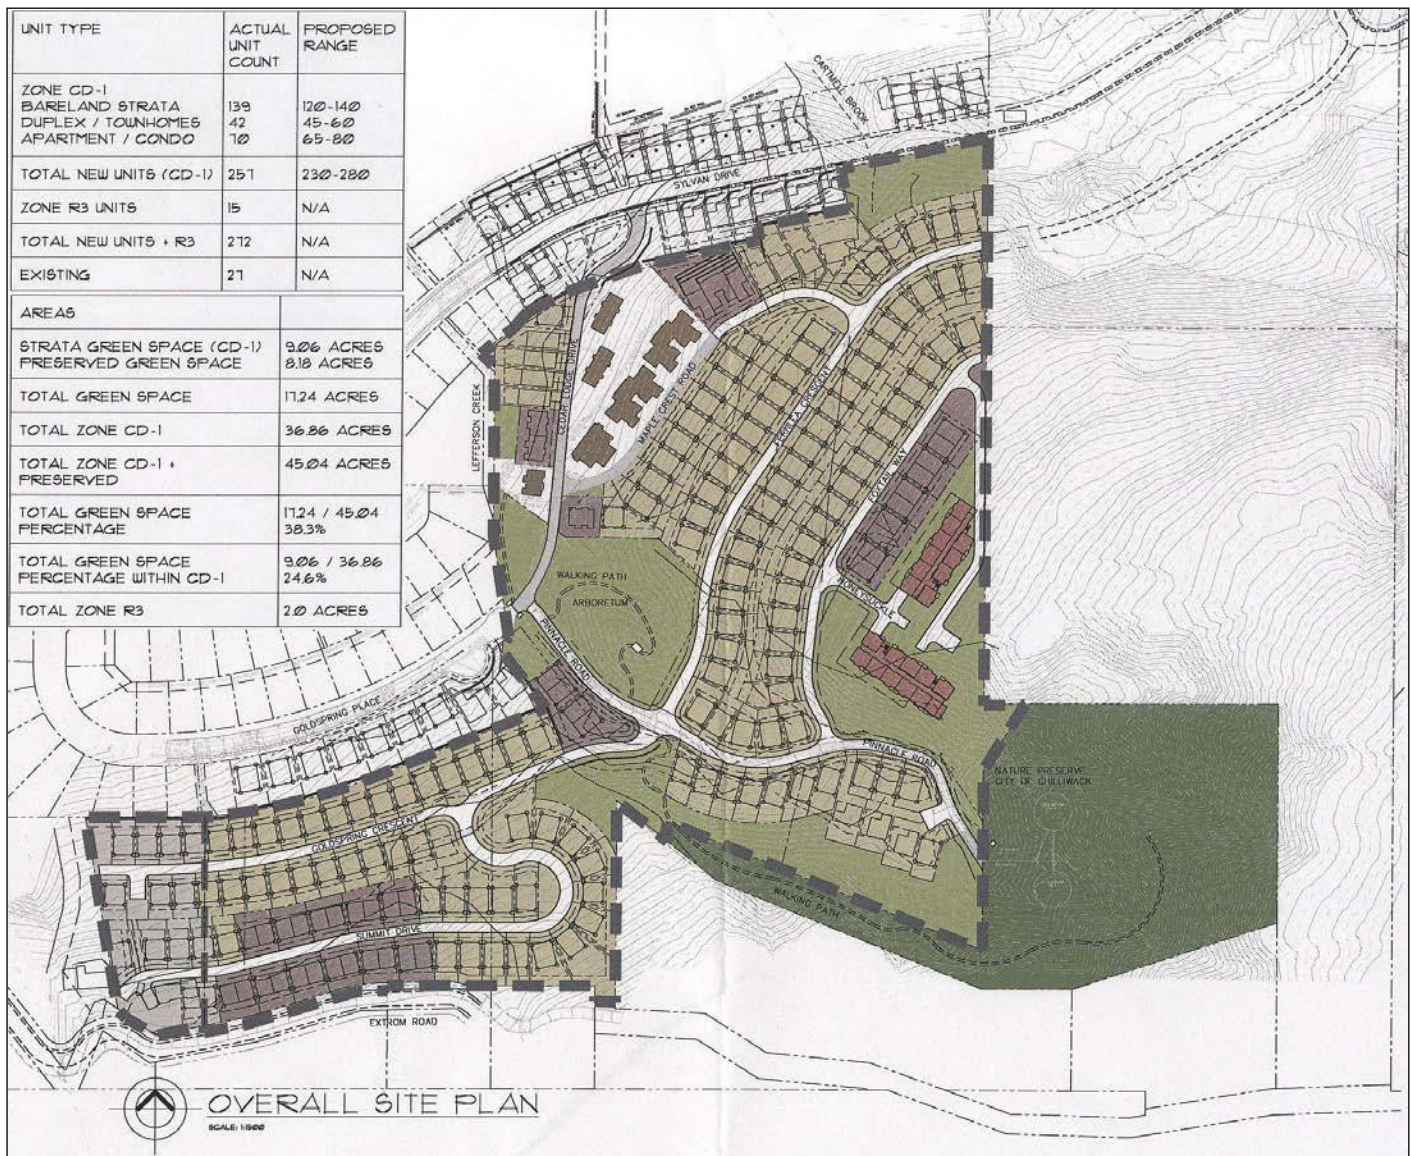 UNIT TYPE ACTUAL UNIT COUNT PROPOSED RANGE
ZONE CD-1
BARELAND STRATA 139 120-140
DUPLEX / TOWNHOMES 42 45-60
APARTMENT / CONDO 70 65-80
TOTAL NEW UNITS (CD-1) 257 230-280
ZONE R3 UNITS 15 N/A
TOTAL NEW UNITS + R3 272 N/A
EXISTING 27 N/A
AREAS
STRATA GREEN SPACE (CD-1) 9.06 ACRES
PRESERVED GREEN SPACE 8.18 ACRES
TOTAL GREEN SPACE 17.24 ACRES
TOTAL ZONE CD-1 36.86 ACRES
TOTAL ZONE CD-1 + PRESERVED 45.04 ACRES
TOTAL GREEN SPACE PERCENTAGE 17.24 / 45.04 38.3%
TOTAL GREEN SPACE PERCENTAGE WITHIN CD-1 9.06 / 36.86 24.6%
TOTAL ZONE R3 2.0 ACRES
CARTMELL BROOK
SYLVAN DRIVE
CEDAR LODGE DRIVE
MAPLE CREST ROAD
LEFFERSON CREEK
FERNLEA CRESCENT
FOXTAIL WAY
HONEYSUCKLE
WALKING PATH
ARBORETUM
PINNACLE ROAD
GOLDSPRING PLACE
PINNACLE ROAD
NATURE PRESERVE
CITY OF CHILLIWACK
GOLDSPRING CRESCENT
WALKING PATH
SUMMIT DRIVE
EXTROM ROAD
OVERALL SITE PLAN
SCALE: 1:1500